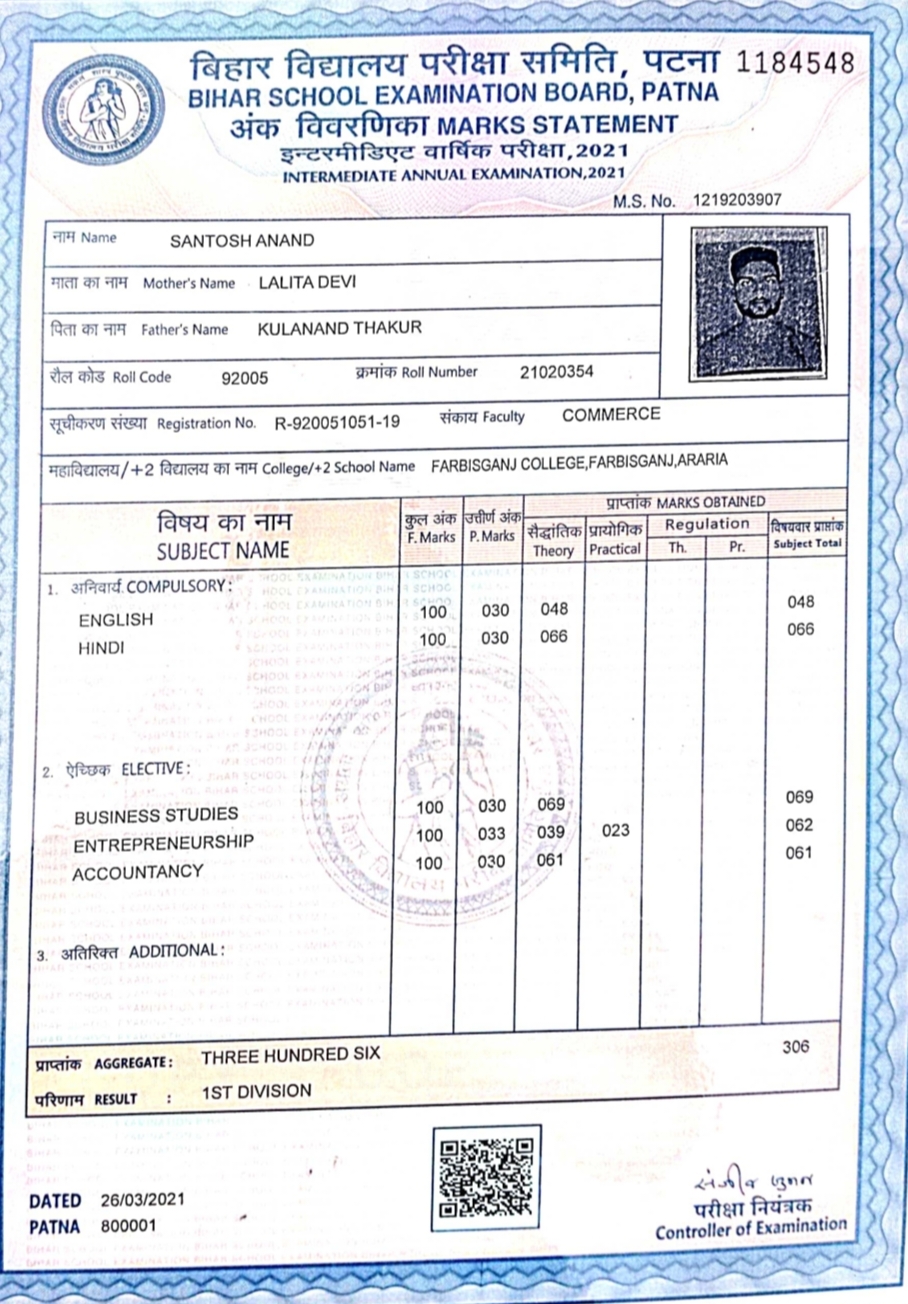 बिहार विद्यालय परीक्षा समिति, पटना 1184548
BIHAR SCHOOL EXAMINATION BOARD, PATNA
अंक विवरणिका MARKS STATEMENT
इन्टरमीडिएट वार्षिक परीक्षा,2021
INTERMEDIATE ANNUAL EXAMINATION,2021
M.S. No. 1219203907
नाम Name SANTOSH ANAND
माता का नाम Mother's Name LALITA DEVI
पिता का नाम Father's Name KULANAND THAKUR
रौल कोड Roll Code 92005 क्रमांक Roll Number 21020354
सूचीकरण संख्या Registration No. R-920051051-19 संकाय Faculty COMMERCE
महाविद्यालय/+2 विद्यालय का नाम College/+2 School Name FARBISGANJ COLLEGE,FARBISGANJ,ARARIA
विषय का नाम
SUBJECT NAME
कुल अंक
F. Marks
उत्तीर्ण अंक
P. Marks
प्राप्तांक MARKS OBTAINED
सैद्धांतिक
Theory
प्रायोगिक
Practical
Regulation
Th. Pr.
विषयवार प्राप्तांक
Subject Total
1. अनिवार्य COMPULSORY :
ENGLISH 100 030 048 048
HINDI 100 030 066 066
2. ऐच्छिक ELECTIVE :
BUSINESS STUDIES 100 030 069 069
ENTREPRENEURSHIP 100 033 039 023 062
ACCOUNTANCY 100 030 061 061
3. अतिरिक्त ADDITIONAL :
प्राप्तांक AGGREGATE : THREE HUNDRED SIX 306
परिणाम RESULT : 1ST DIVISION
DATED 26/03/2021
PATNA 800001
परीक्षा नियंत्रक
Controller of Examination